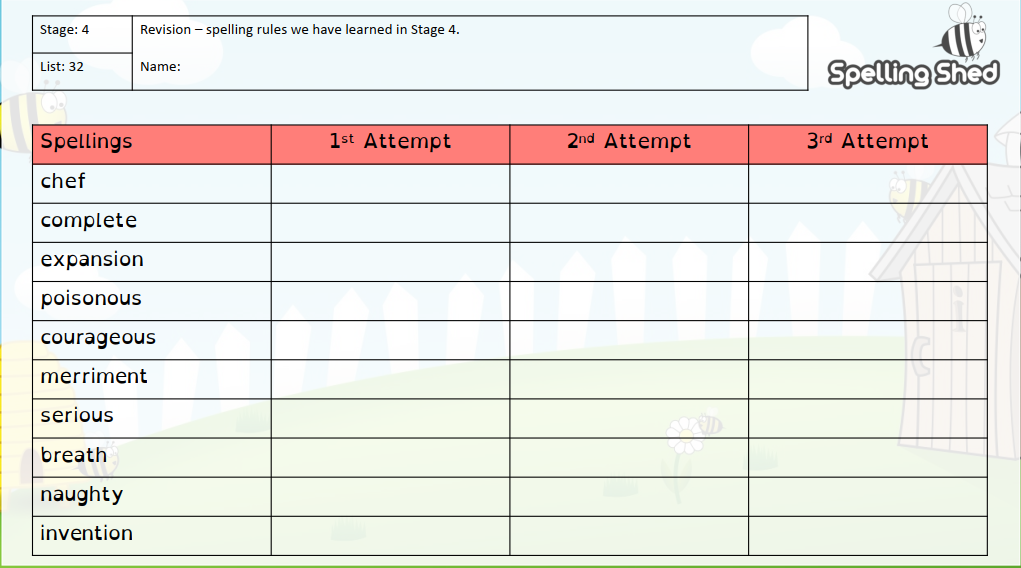 Stage: 4
Revision – spelling rules we have learned in Stage 4.
List: 32
Name:
Spelling Shed
Spellings 1st Attempt 2nd Attempt 3rd Attempt
chef
complete
expansion
poisonous
courageous
merriment
serious
breath
naughty
invention